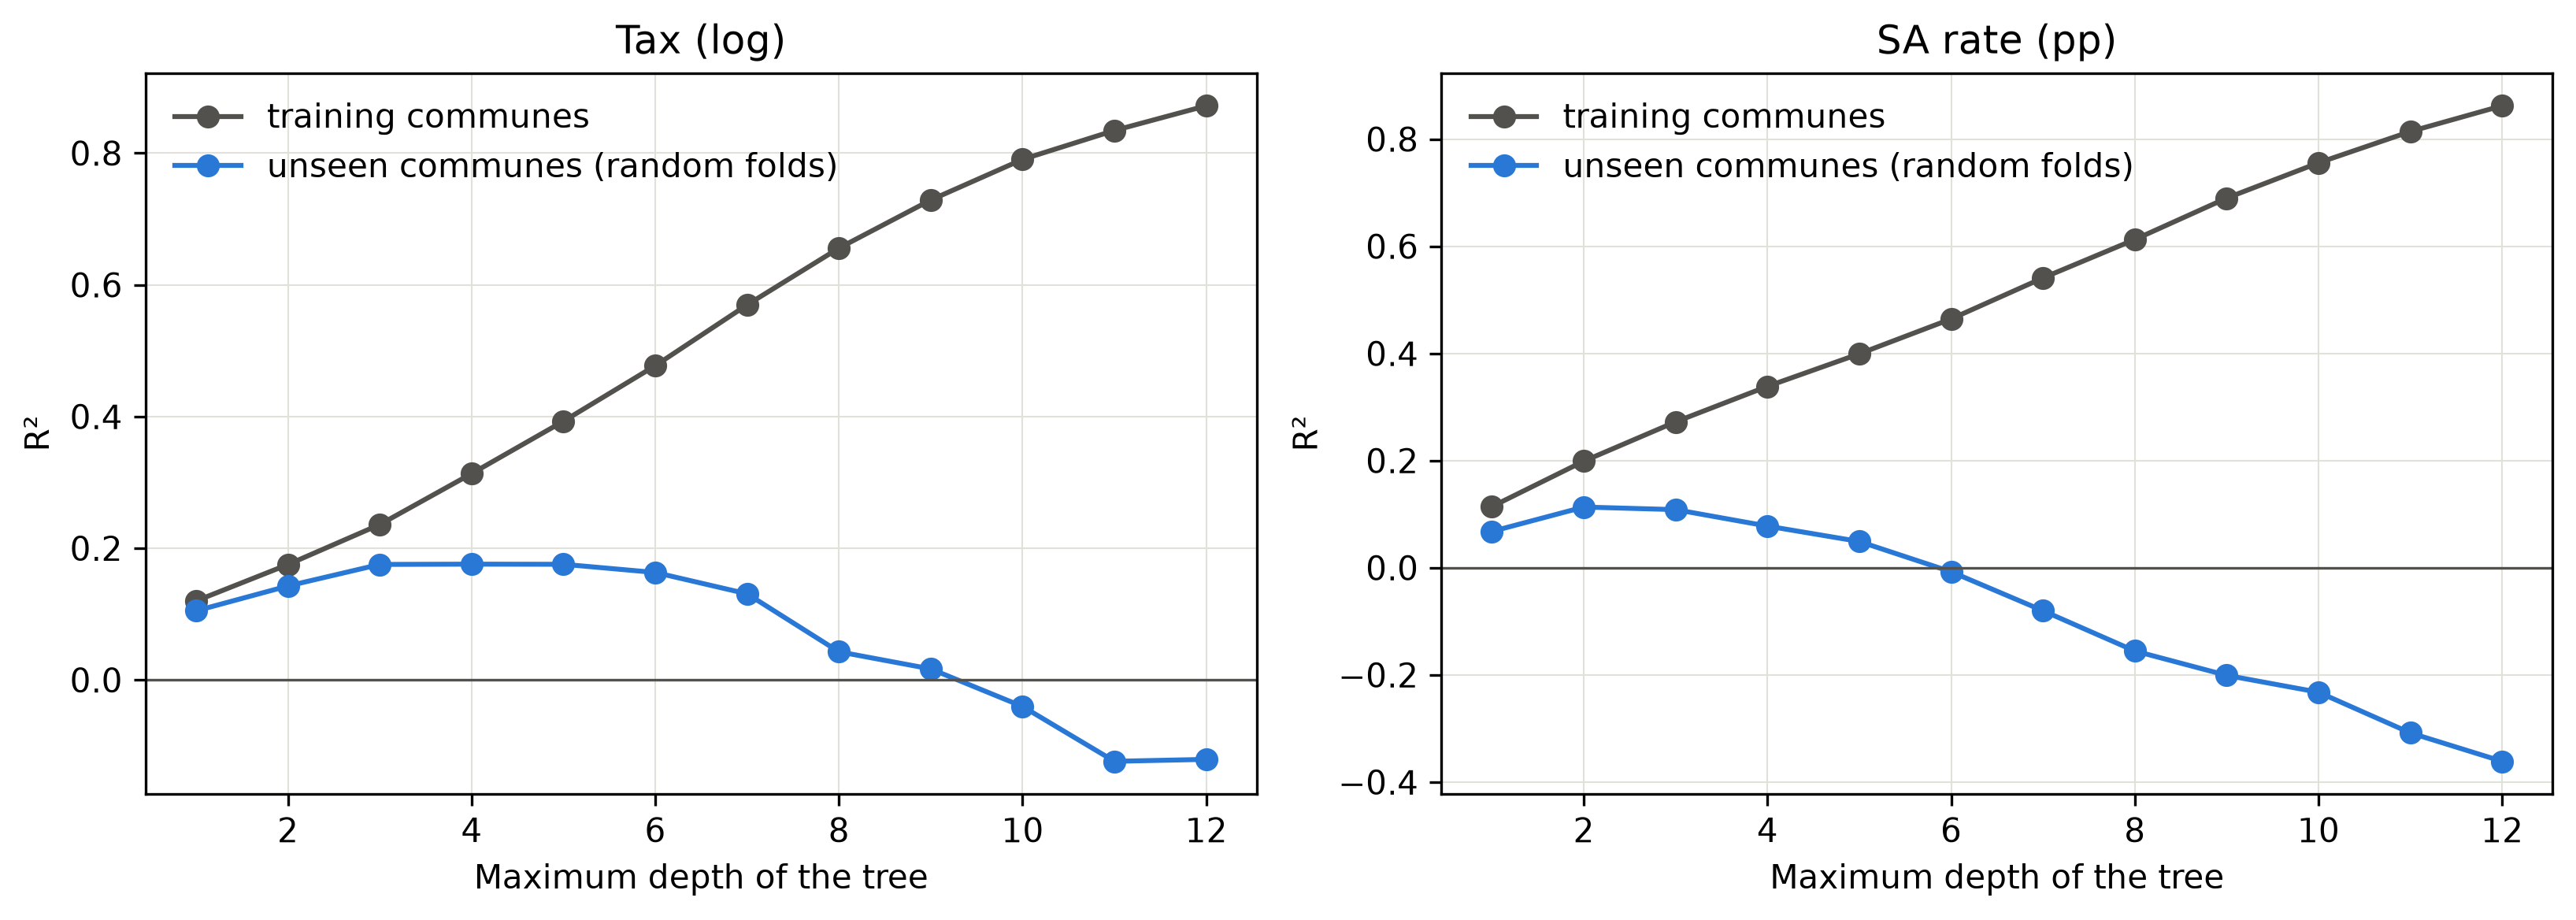 Tax (log)
training communes
unseen communes (random folds)
R²
0.8
0.6
0.4
0.2
0.0
2 4 6 8 10 12
Maximum depth of the tree
SA rate (pp)
training communes
unseen communes (random folds)
R²
0.8
0.6
0.4
0.2
0.0
−0.2
−0.4
2 4 6 8 10 12
Maximum depth of the tree